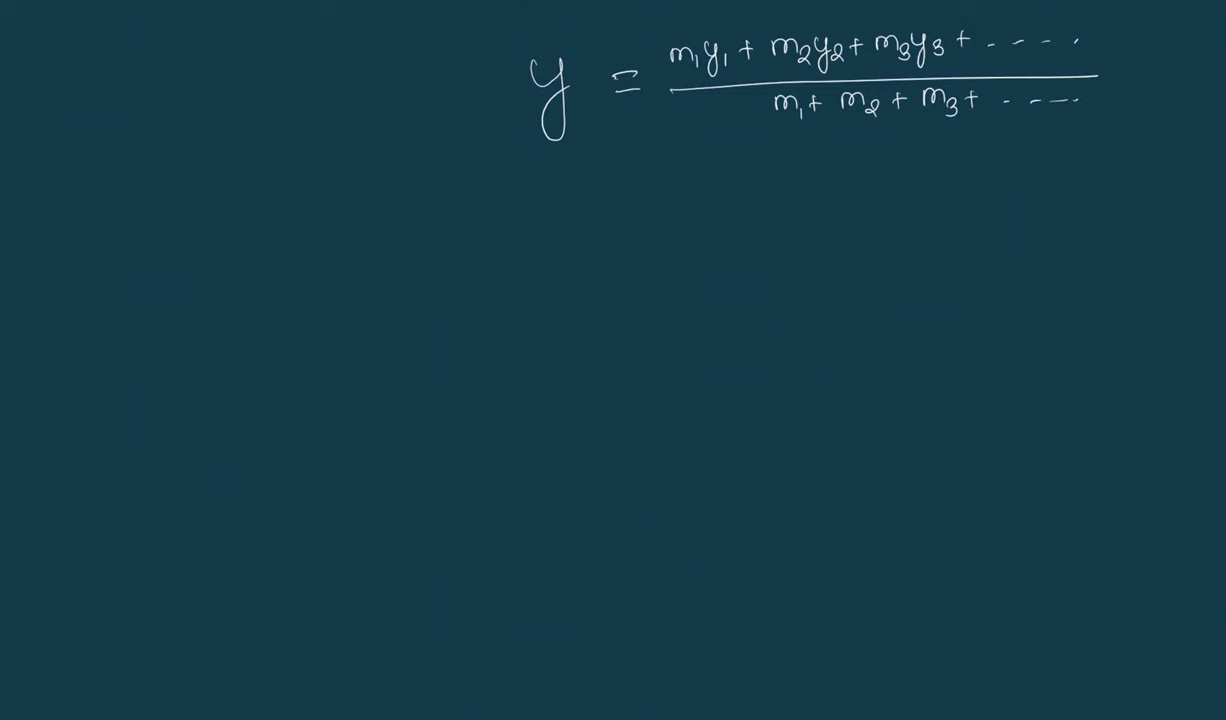 y = m₁y₁ + m₂y₂ + m₃y₃ + - - - - .
m₁ + m₂ + m₃ + - - - - .